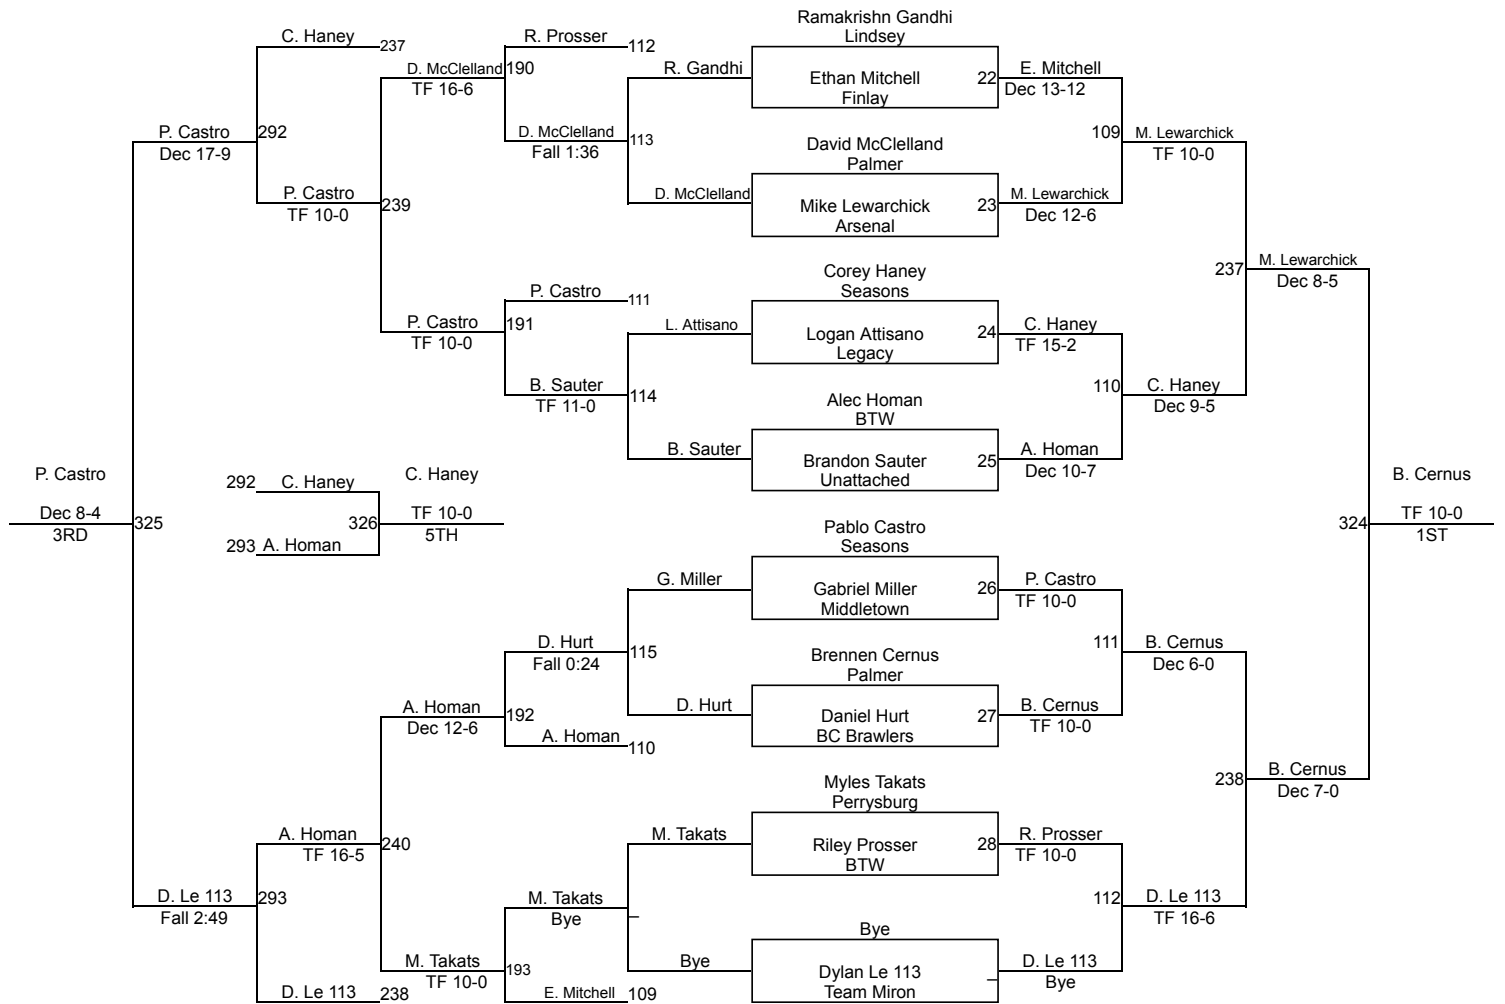 Ramakrishn Gandhi
Lindsey
C. Haney
237
R. Prosser
112
D. McClelland
190
TF 16-6
R. Gandhi
Ethan Mitchell
22
Finlay
E. Mitchell
Dec 13-12
P. Castro
292
Dec 17-9
D. McClelland
113
Fall 1:36
David McClelland
Palmer
109
M. Lewarchick
TF 10-0
P. Castro
239
TF 10-0
D. McClelland
Mike Lewarchick
23
Arsenal
M. Lewarchick
Dec 12-6
Corey Haney
Seasons
237
M. Lewarchick
Dec 8-5
P. Castro
111
P. Castro
191
TF 10-0
L. Attisano
Logan Attisano
24
Legacy
C. Haney
TF 15-2
B. Sauter
114
TF 11-0
Alec Homan
BTW
110
C. Haney
Dec 9-5
B. Sauter
Brandon Sauter
25
Unattached
A. Homan
Dec 10-7
P. Castro
Dec 8-4
325
3RD
292
C. Haney
293
A. Homan
326
C. Haney
TF 10-0
5TH
B. Cernus
324
TF 10-0
1ST
Pablo Castro
Seasons
G. Miller
Gabriel Miller
26
Middletown
P. Castro
TF 10-0
D. Hurt
115
Fall 0:24
Brennen Cernus
Palmer
111
B. Cernus
Dec 6-0
A. Homan
192
Dec 12-6
D. Hurt
Daniel Hurt
27
BC Brawlers
B. Cernus
TF 10-0
A. Homan
110
Myles Takats
Perrysburg
238
B. Cernus
Dec 7-0
A. Homan
240
TF 16-5
M. Takats
Riley Prosser
28
BTW
R. Prosser
TF 10-0
D. Le 113
293
Fall 2:49
M. Takats
Bye
Bye
112
D. Le 113
TF 16-6
M. Takats
193
TF 10-0
Bye
Dylan Le 113
Team Miron
D. Le 113
Bye
D. Le 113
238
E. Mitchell
109